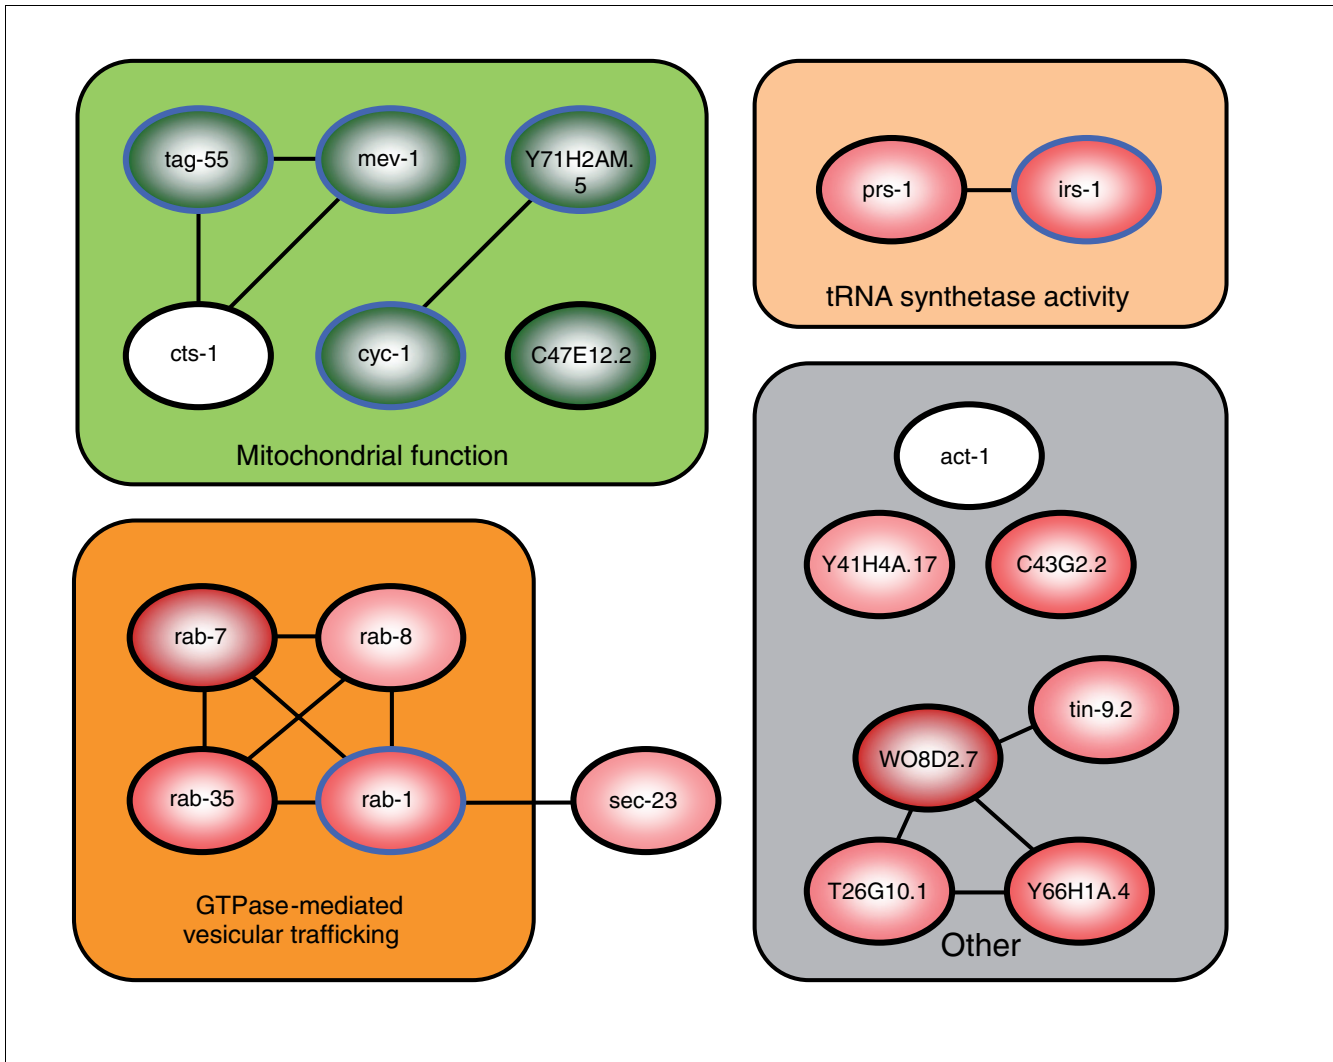 tag-55
mev-1
Y71H2AM.
5
cts-1
cyc-1
C47E12.2
Mitochondrial function
prs-1
irs-1
tRNA synthetase activity
rab-7
rab-8
rab-35
rab-1
sec-23
GTPase-mediated
vesicular trafficking
act-1
Y41H4A.17
C43G2.2
tin-9.2
WO8D2.7
T26G10.1
Y66H1A.4
Other